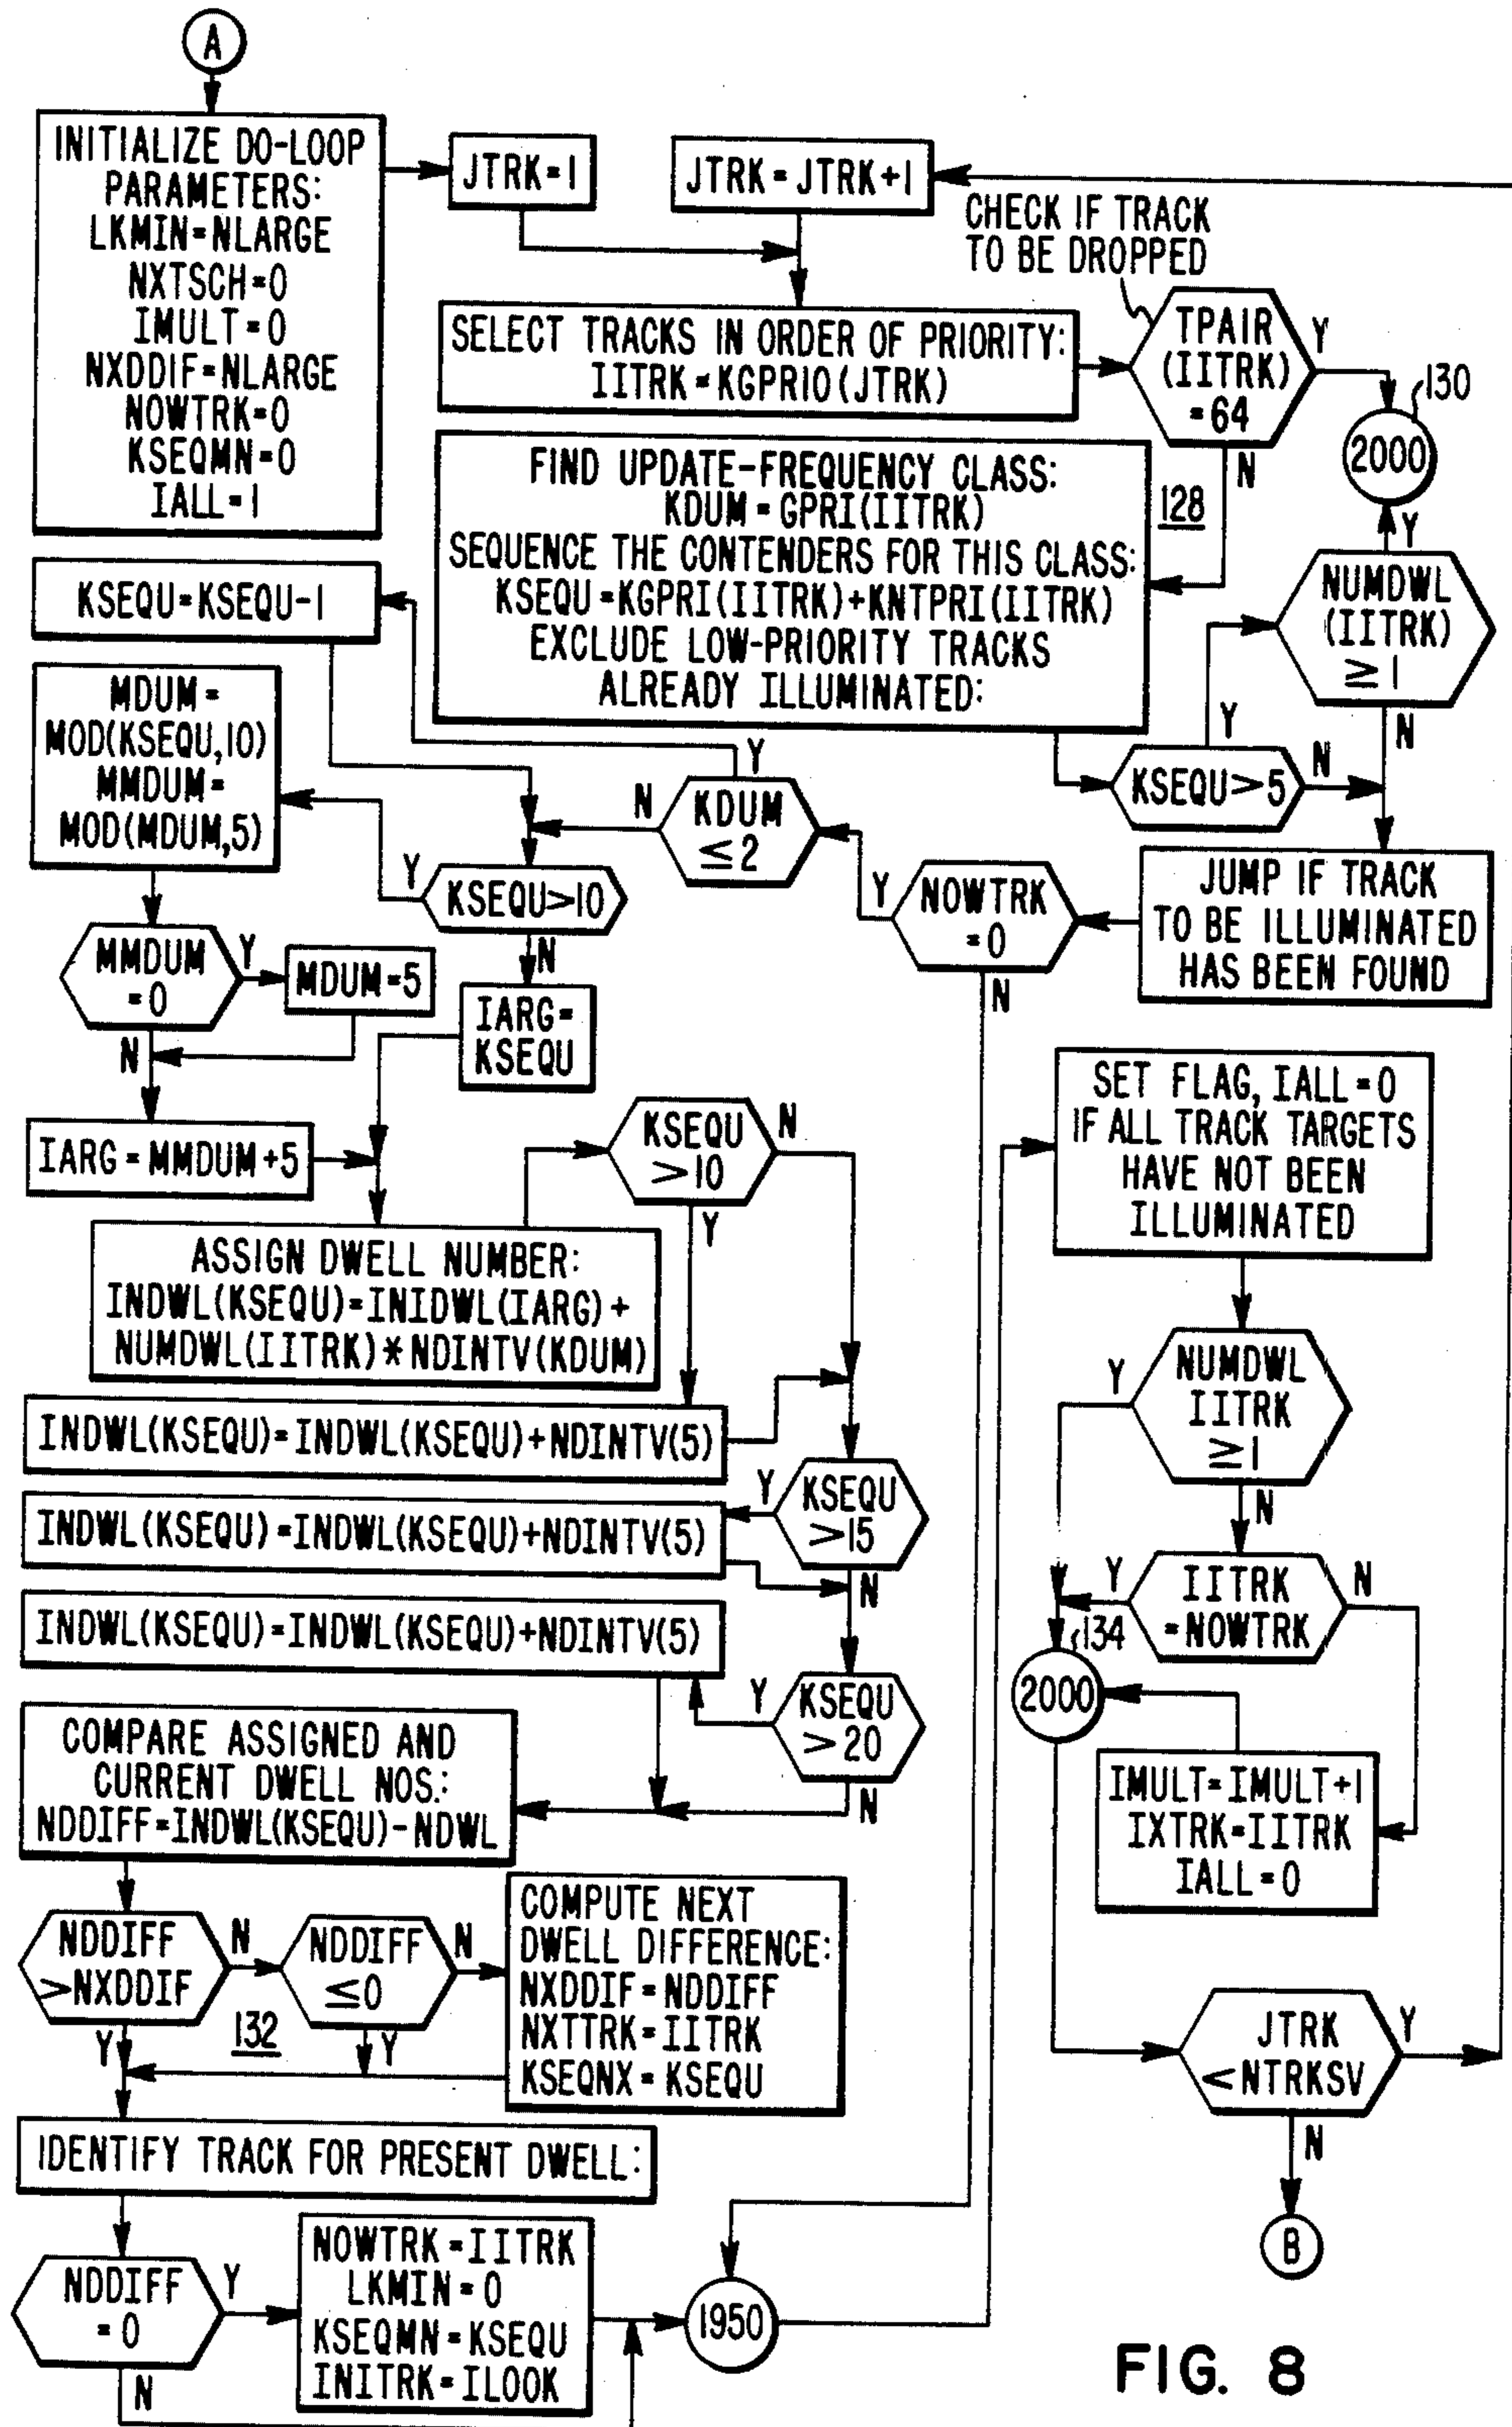 A
INITIALIZE DO-LOOP
PARAMETERS:
LKMIN=NLARGE
NXTSCH=0
IMULT=0
NXDDIF=NLARGE
NOWTRK=0
KSEQMN=0
IALL=1
JTRK=1
JTRK=JTRK+1
CHECK IF TRACK
TO BE DROPPED
SELECT TRACKS IN ORDER OF PRIORITY:
IITRK=KGPRIO(JTRK)
TPAIR
(IITRK)
=64
Y
N
130
2000
FIND UPDATE-FREQUENCY CLASS:
KDUM=GPRI(IITRK)
SEQUENCE THE CONTENDERS FOR THIS CLASS:
KSEQU=KGPRI(IITRK)+KNTPRI(IITRK)
EXCLUDE LOW-PRIORITY TRACKS
ALREADY ILLUMINATED:
128
Y
NUMDWL
(IITRK)
≥1
N
KSEQU>5
Y
N
JUMP IF TRACK
TO BE ILLUMINATED
HAS BEEN FOUND
NOWTRK
=0
Y
N
KDUM
≤2
Y
N
KSEQU=KSEQU-1
KSEQU>10
Y
N
MDUM=
MOD(KSEQU,10)
MMDUM=
MOD(MDUM,5)
MMDUM
=0
Y
N
MDUM=5
IARG=
KSEQU
IARG=MMDUM+5
ASSIGN DWELL NUMBER:
INDWL(KSEQU)=INIDWL(IARG)+
NUMDWL(IITRK)*NDINTV(KDUM)
KSEQU
>10
N
Y
INDWL(KSEQU)=INDWL(KSEQU)+NDINTV(5)
KSEQU
>15
Y
N
INDWL(KSEQU)=INDWL(KSEQU)+NDINTV(5)
KSEQU
>20
Y
N
INDWL(KSEQU)=INDWL(KSEQU)+NDINTV(5)
COMPARE ASSIGNED AND
CURRENT DWELL NOS.:
NDDIFF=INDWL(KSEQU)-NDWL
NDDIFF
>NXDDIF
N
Y
132
NDDIFF
≤0
N
Y
COMPUTE NEXT
DWELL DIFFERENCE:
NXDDIF=NDDIFF
NXTTRK=IITRK
KSEQNX=KSEQU
IDENTIFY TRACK FOR PRESENT DWELL:
NDDIFF
=0
Y
N
NOWTRK=IITRK
LKMIN=0
KSEQMN=KSEQU
INITRK=ILOOK
1950
SET FLAG, IALL=0
IF ALL TRACK TARGETS
HAVE NOT BEEN
ILLUMINATED
NUMDWL
IITRK
≥1
Y
N
IITRK
=NOWTRK
Y
N
134
2000
IMULT=IMULT+1
IXTRK=IITRK
IALL=0
JTRK
<NTRKSV
Y
N
B
FIG. 8